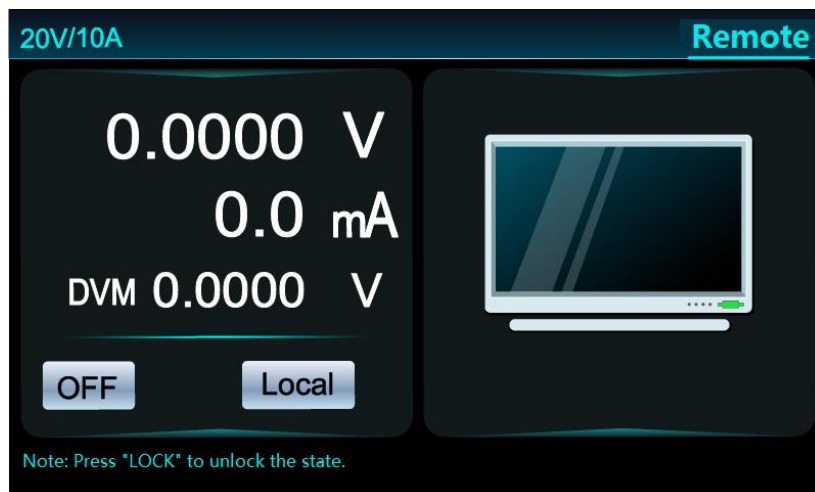 20V/10A Remote
0.0000 V
0.0 mA
DVM 0.0000 V
OFF Local
Note: Press "LOCK" to unlock the state.